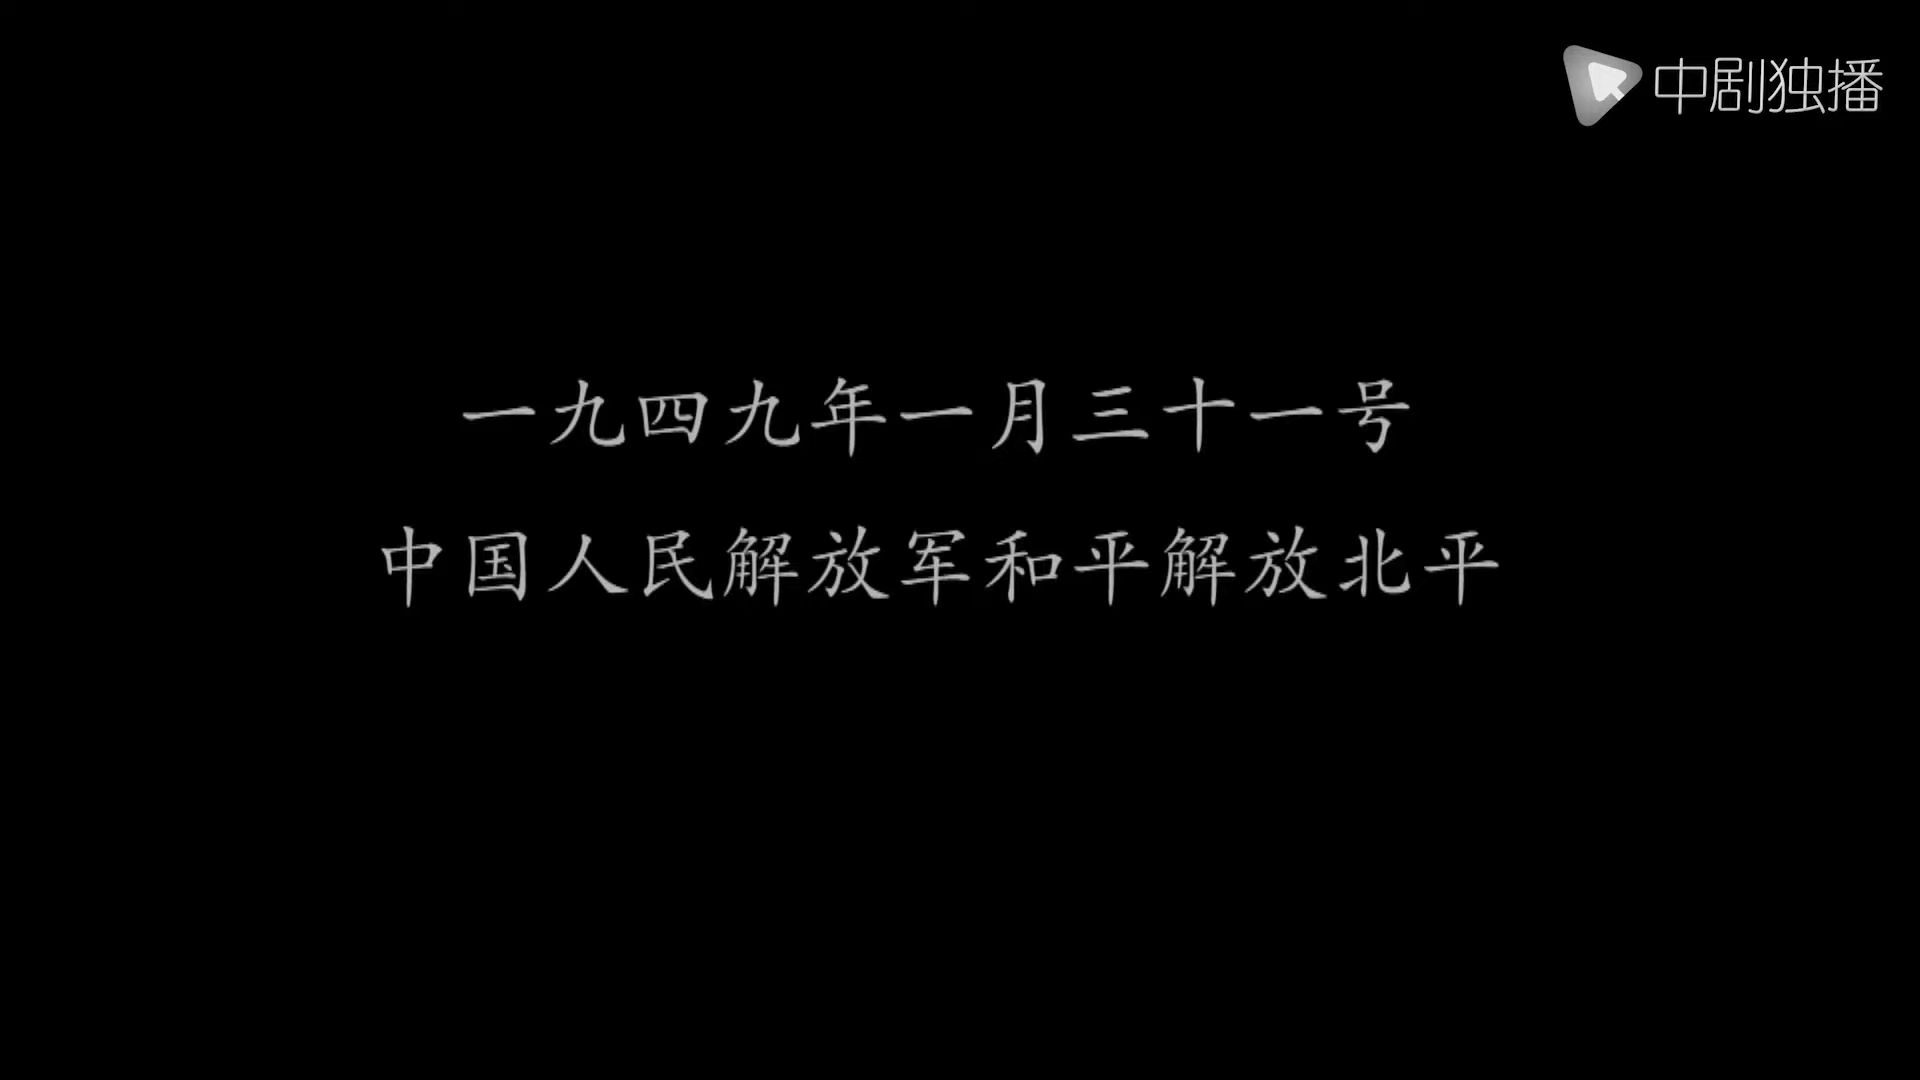 中剧独播
一九四九年一月三十一号
中国人民解放军和平解放北平